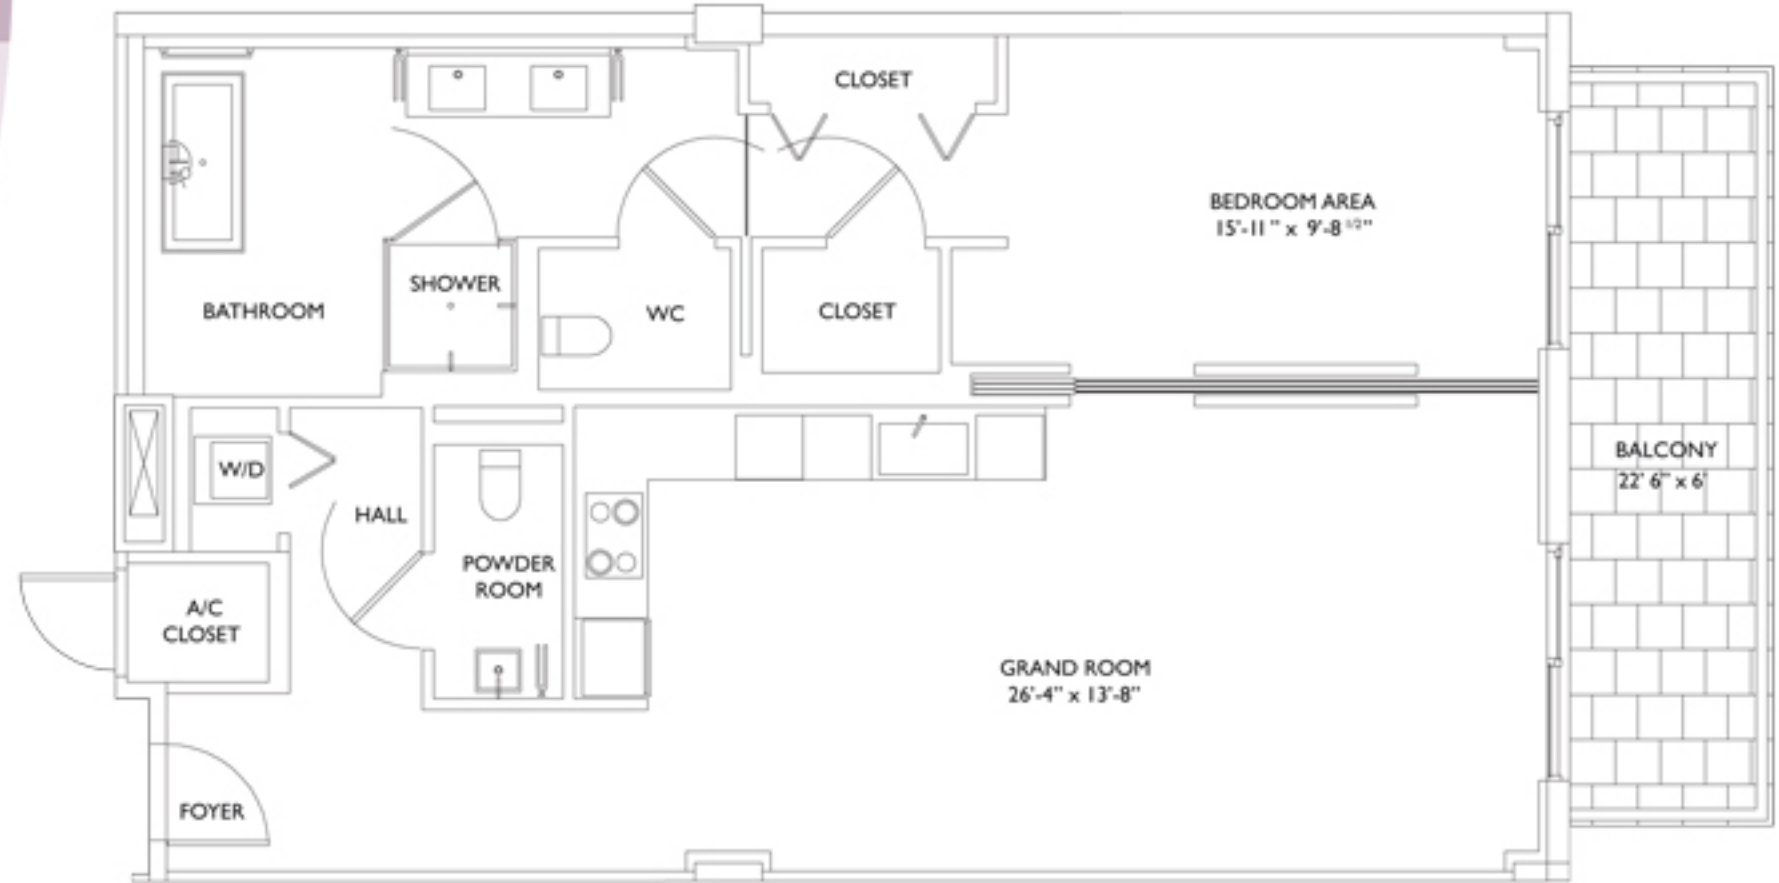 CLOSET
BEDROOM AREA
15'-11" x 9'-8 1/2"
SHOWER
BATHROOM
WC
CLOSET
W/D
HALL
BALCONY
22' 6" x 6'
POWDER
ROOM
A/C
CLOSET
GRAND ROOM
26'-4" x 13'-8"
FOYER